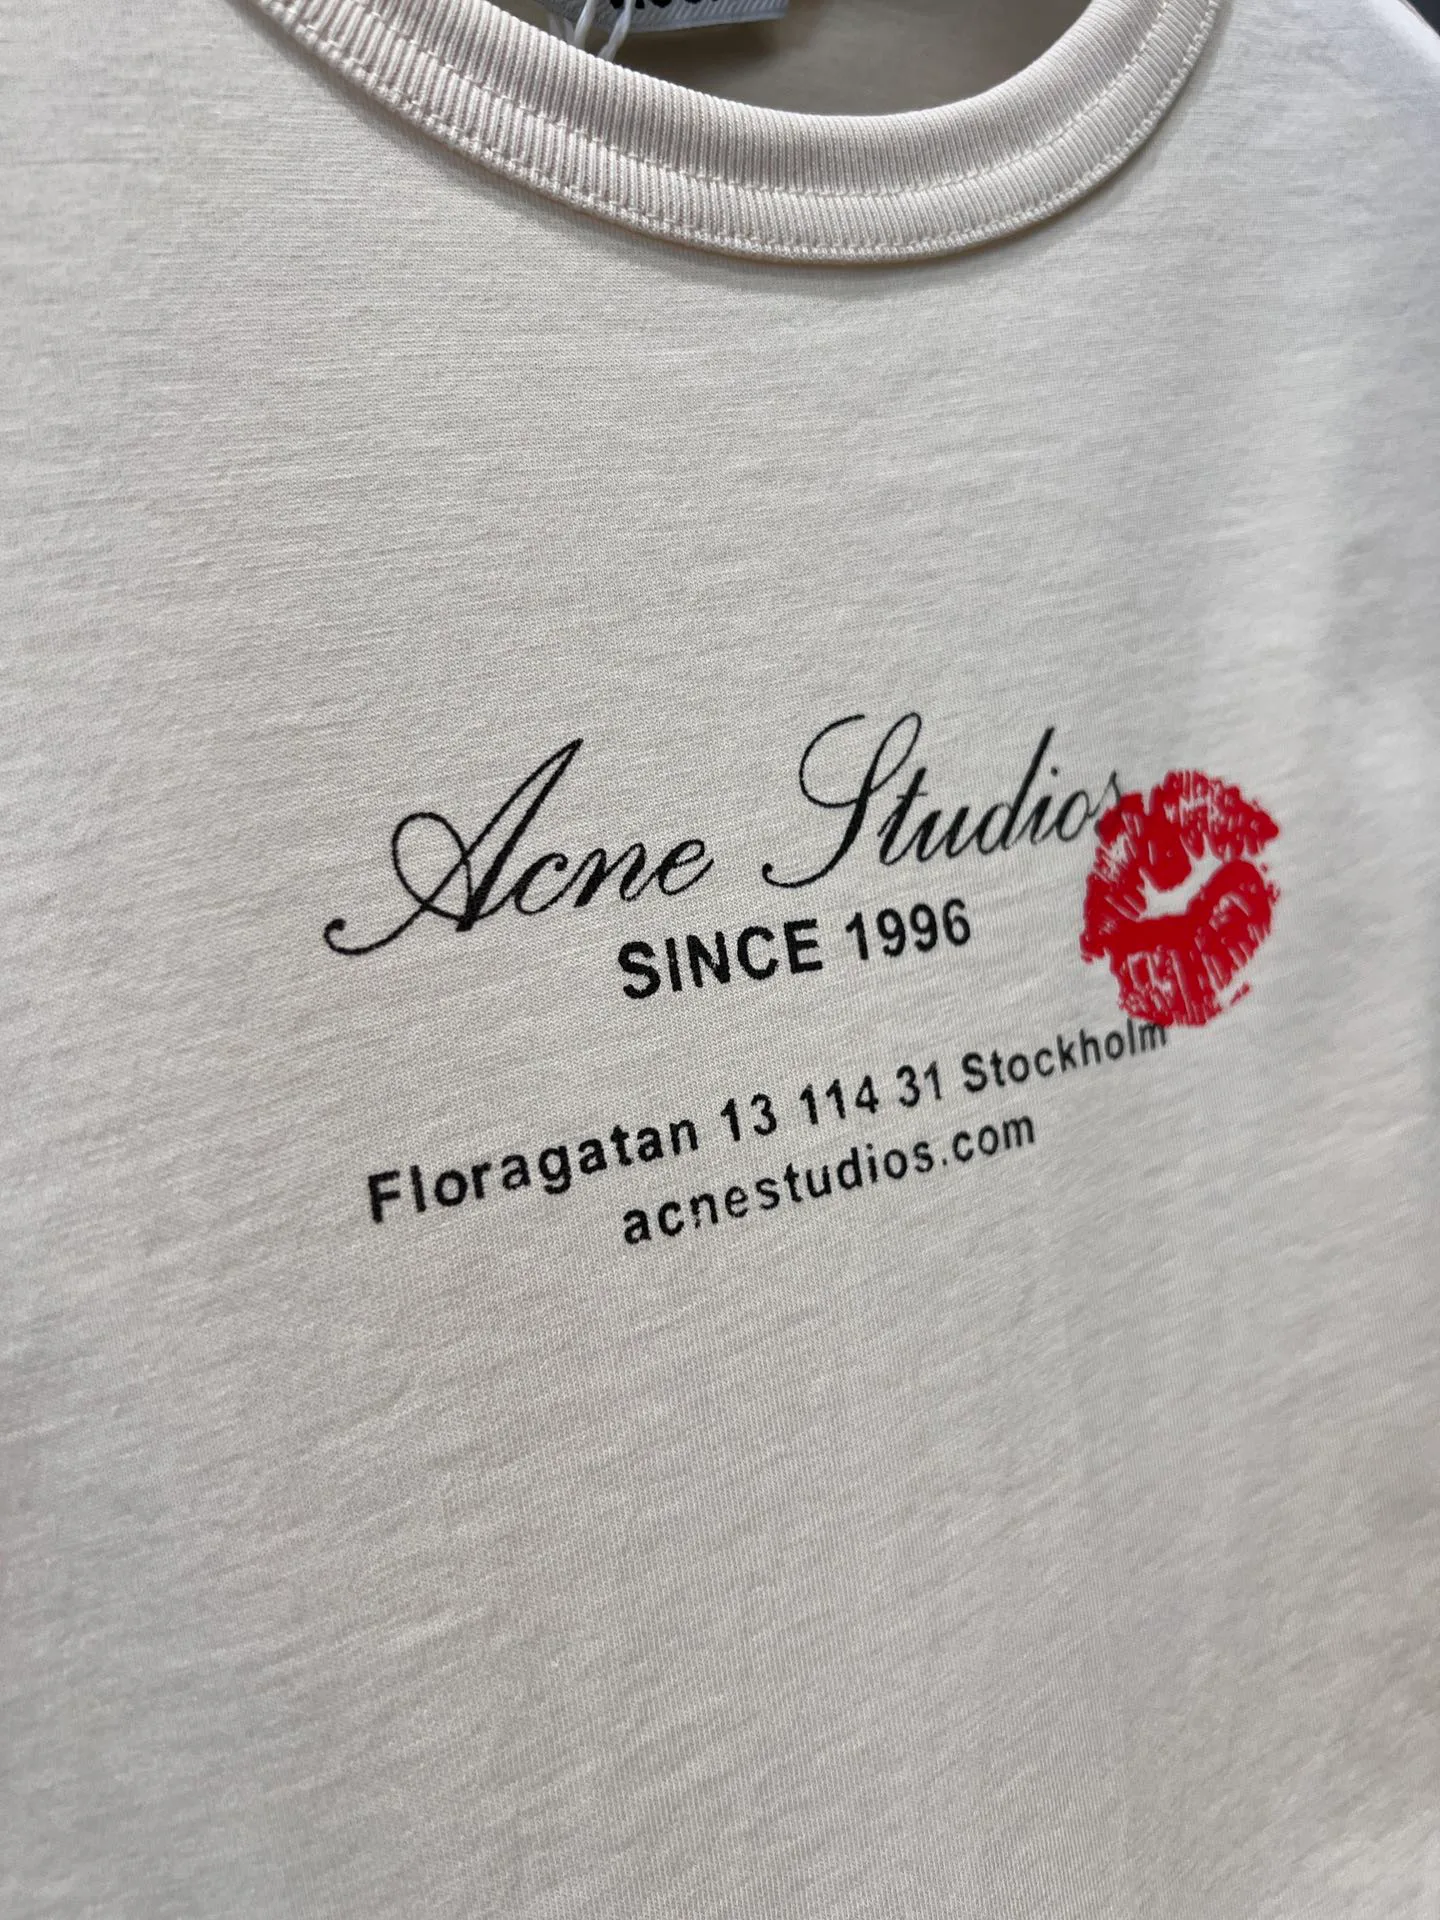 Acne Studios
SINCE 1996
Floragatan 13 114 31 Stockholm
acnestudios.com